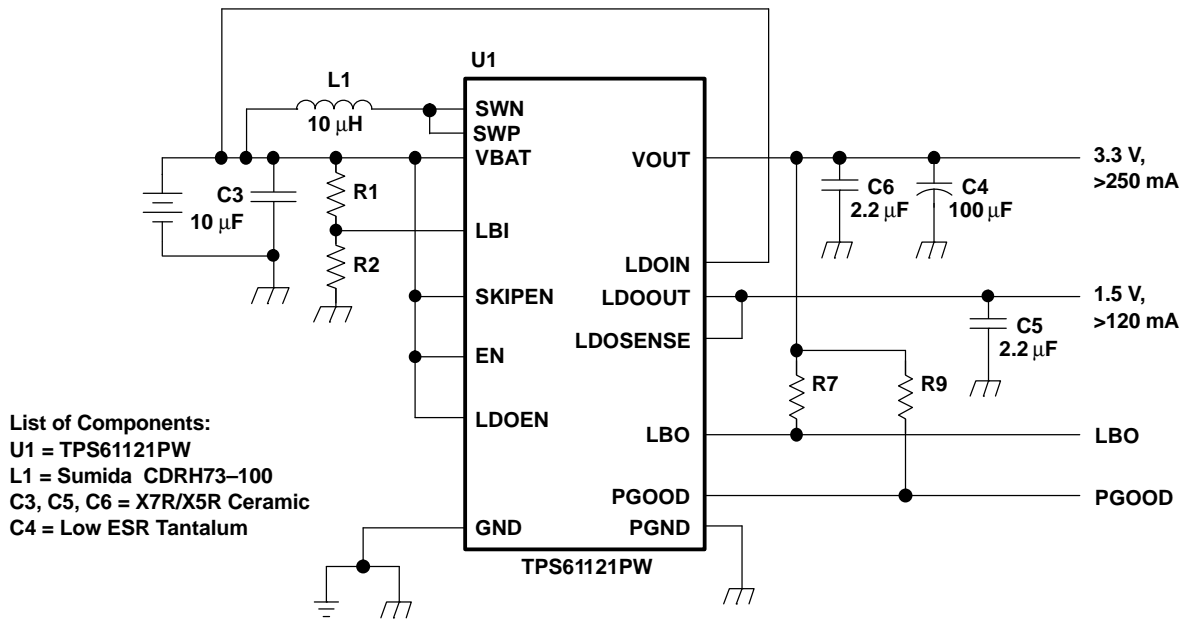 U1
L1
10 μH
SWN
SWP
VBAT
VOUT
3.3 V,
>250 mA
C3
10 μF
R1
C6
2.2 μF
C4
100 μF
LBI
R2
LDOIN
SKIPEN
LDOOUT
1.5 V,
>120 mA
LDOSENSE
C5
2.2 μF
EN
R7
R9
LDOEN
LBO
LBO
List of Components:
U1 = TPS61121PW
L1 = Sumida CDRH73–100
C3, C5, C6 = X7R/X5R Ceramic
C4 = Low ESR Tantalum
PGOOD
PGOOD
GND
PGND
TPS61121PW